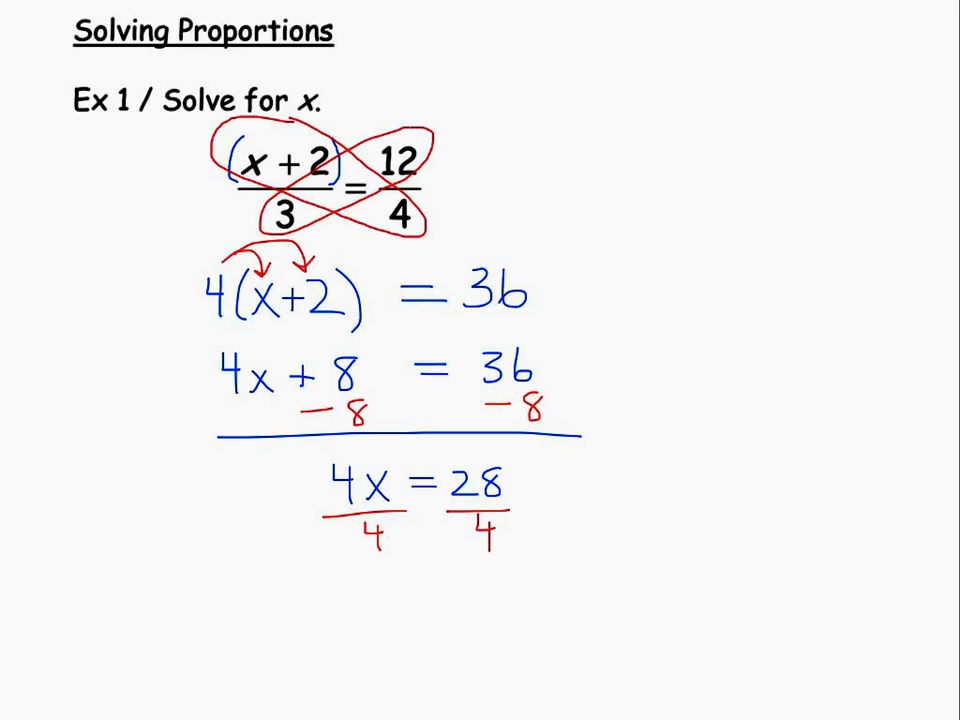 Solving Proportions
Ex 1 / Solve for x.
(x + 2) / 3 = 12 / 4
4(x+2) = 36
4x + 8 = 36
- 8 - 8
4x = 28
4 4